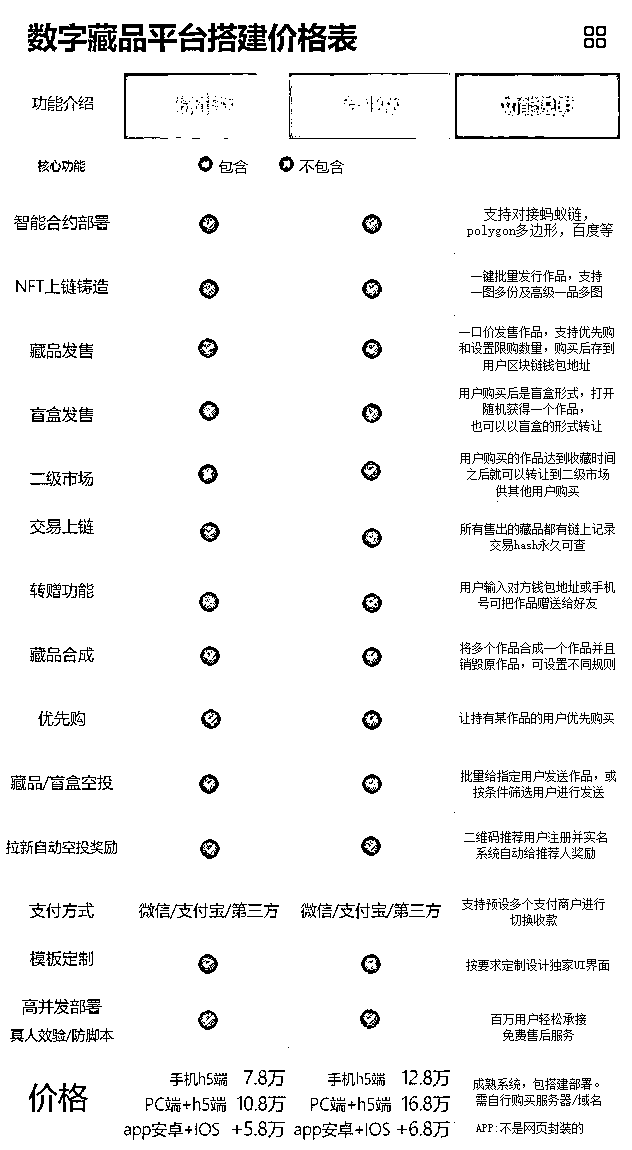 数字藏品平台搭建价格表
功能介绍
功能说明
核心功能
包含
不包含
智能合约部署
支持对接蚂蚁链，
polygon多边形，百度等
NFT上链铸造
一键批量发行作品，支持
一图多份及高级一品多图
藏品发售
一口价发售作品，支持优先购
和设置限购数量，购买后存到
用户区块链钱包地址
盲盒发售
用户购买后是盲盒形式，打开
随机获得一个作品，
也可以以盲盒的形式转让
二级市场
用户购买的作品达到收藏时间
之后就可以转让到二级市场
供其他用户购买
交易上链
所有售出的藏品都有链上记录
交易hash永久可查
转赠功能
用户输入对方钱包地址或手机
号可把作品赠送给好友
藏品合成
将多个作品合成一个作品并且
销毁原作品，可设置不同规则
优先购
让持有某作品的用户优先购买
藏品/盲盒空投
批量给指定用户发送作品，或
按条件筛选用户进行发送
拉新自动空投奖励
二维码推荐用户注册并实名
系统自动给推荐人奖励
支付方式
微信/支付宝/第三方
微信/支付宝/第三方
支持预设多个支付商户进行
切换收款
模板定制
按要求定制设计独家UI界面
高并发部署
真人效验/防脚本
百万用户轻松承接
免费售后服务
价格
手机h5端 7.8万
PC端+h5端 10.8万
app安卓+IOS +5.8万
手机h5端 12.8万
PC端+h5端 16.8万
app安卓+IOS +6.8万
成熟系统，包搭建部署。
需自行购买服务器/域名
APP:不是网页封装的